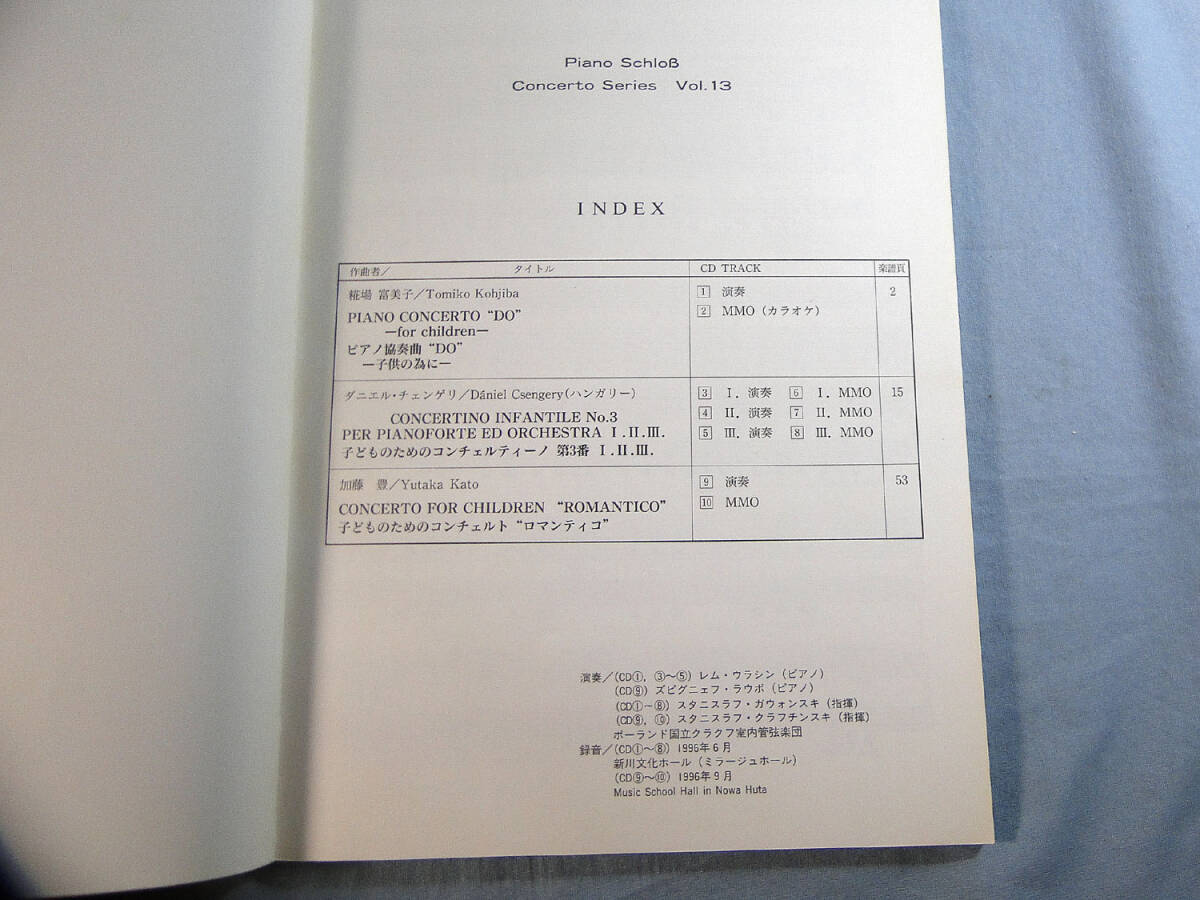 Piano Schloß
Concerto Series Vol.13
INDEX
作曲者／ タイトル CD TRACK 楽譜頁
糀場 富美子／Tomiko Kohjiba 1 演奏 2
PIANO CONCERTO “DO” 2 MMO（カラオケ）
—for children—
ピアノ協奏曲 “DO”
—子供の為に—
ダニエル・チェンゲリ／Dániel Csengery（ハンガリー） 3 I. 演奏 6 I. MMO 15
CONCERTINO INFANTILE No.3 4 II. 演奏 7 II. MMO
PER PIANOFORTE ED ORCHESTRA I.II.III. 5 III. 演奏 8 III. MMO
子どものためのコンチェルティーノ 第3番 I.II.III.
加藤 豊／Yutaka Kato 9 演奏 53
CONCERTO FOR CHILDREN “ROMANTICO” 10 MMO
子どものためのコンチェルト “ロマンティコ”
演奏／(CD①, ③〜⑤) レム・ウラシン（ピアノ）
(CD⑨) ズビグニェフ・ラウボ（ピアノ）
(CD①〜⑧) スタニスラフ・ガウォンスキ（指揮）
(CD⑨, ⑩) スタニスラフ・クラフチンスキ（指揮）
ポーランド国立クラクフ室内管弦楽団
録音／(CD①〜⑧) 1996年6月
新川文化ホール（ミラージュホール）
(CD⑨〜⑩) 1996年9月
Music School Hall in Nowa Huta